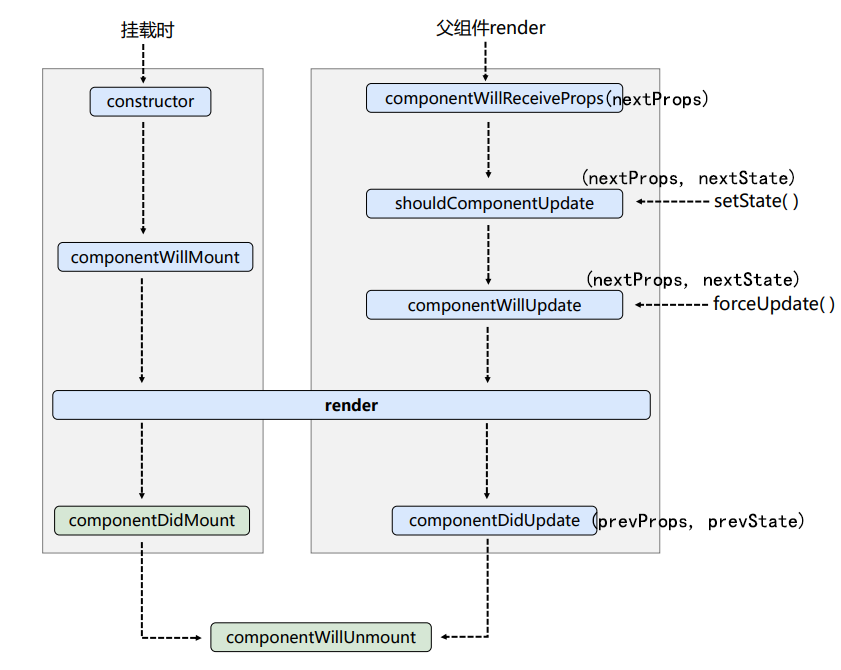 挂载时
父组件render
constructor
componentWillReceiveProps(nextProps)
(nextProps, nextState)
shouldComponentUpdate
setState( )
componentWillMount
(nextProps, nextState)
componentWillUpdate
forceUpdate( )
render
componentDidMount
componentDidUpdate (prevProps, prevState)
componentWillUnmount